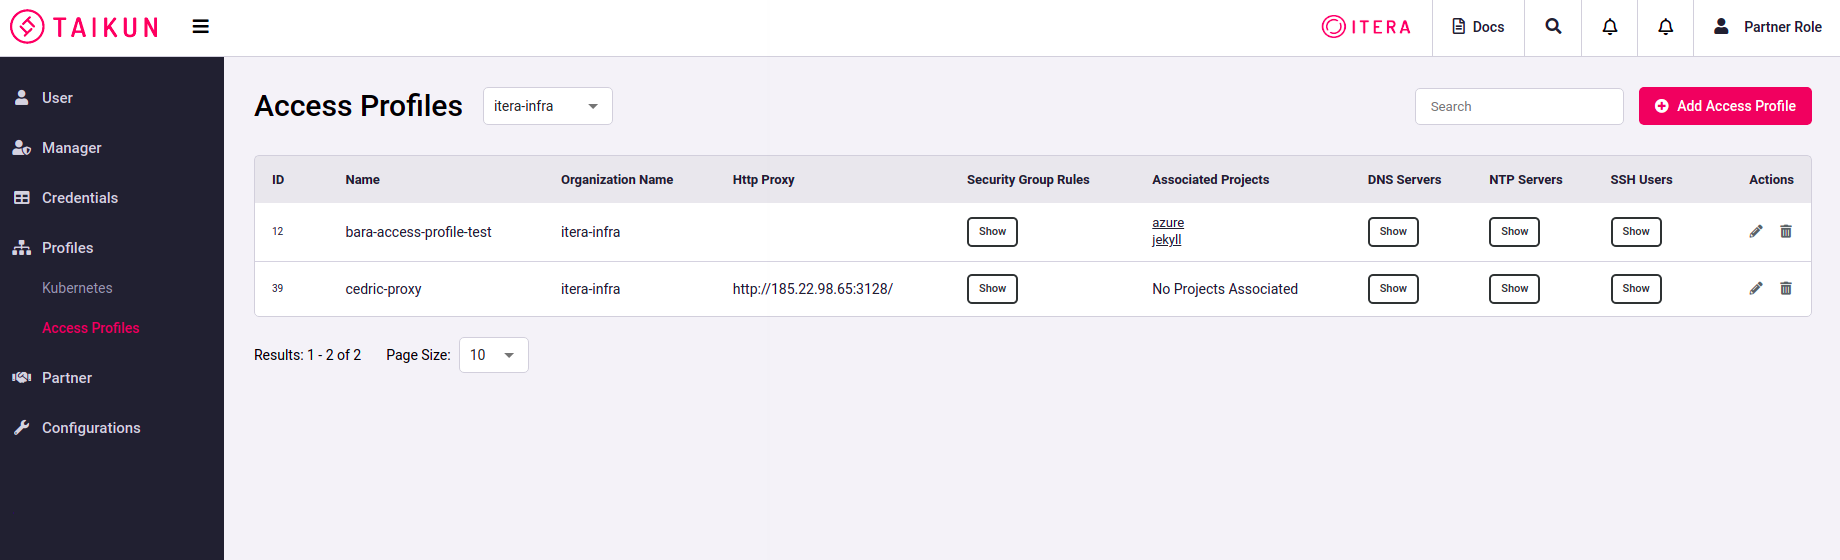 TAIKUN
ITERA
Docs
Partner Role
User
Manager
Credentials
Profiles
Kubernetes
Access Profiles
Partner
Configurations
Access Profiles
itera-infra
Search
Add Access Profile
ID Name Organization Name Http Proxy Security Group Rules Associated Projects DNS Servers NTP Servers SSH Users Actions
12 bara-access-profile-test itera-infra Show azure Show Show Show
jekyll
39 cedric-proxy itera-infra http://185.22.98.65:3128/ Show No Projects Associated Show Show Show
Results: 1 - 2 of 2 Page Size: 10